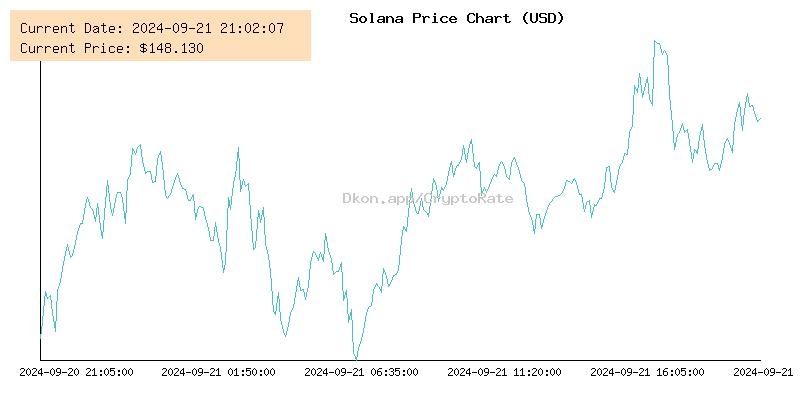 Solana Price Chart (USD)
Current Date: 2024-09-21 21:02:07
Current Price: $148.130
Dkon.app/CryptoRate
2024-09-20 21:05:00 2024-09-21 01:50:00 2024-09-21 06:35:00 2024-09-21 11:20:00 2024-09-21 16:05:00 2024-09-21